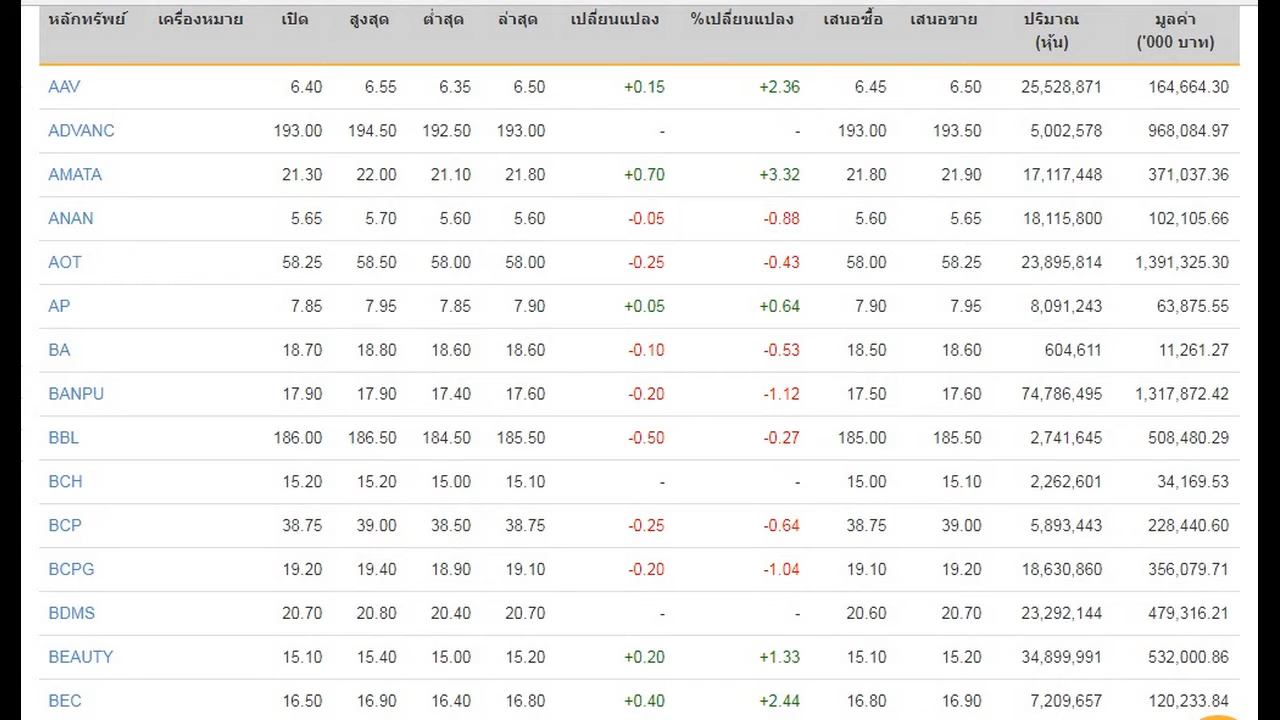 หลักทรัพย์ เครื่องหมาย เปิด สูงสุด ต่ำสุด ล่าสุด เปลี่ยนแปลง %เปลี่ยนแปลง เสนอซื้อ เสนอขาย ปริมาณ (หุ้น) มูลค่า ('000 บาท)
AAV 6.40 6.55 6.35 6.50 +0.15 +2.36 6.45 6.50 25,528,871 164,664.30
ADVANC 193.00 194.50 192.50 193.00 - - 193.00 193.50 5,002,578 968,084.97
AMATA 21.30 22.00 21.10 21.80 +0.70 +3.32 21.80 21.90 17,117,448 371,037.36
ANAN 5.65 5.70 5.60 5.60 -0.05 -0.88 5.60 5.65 18,115,800 102,105.66
AOT 58.25 58.50 58.00 58.00 -0.25 -0.43 58.00 58.25 23,895,814 1,391,325.30
AP 7.85 7.95 7.85 7.90 +0.05 +0.64 7.90 7.95 8,091,243 63,875.55
BA 18.70 18.80 18.60 18.60 -0.10 -0.53 18.50 18.60 604,611 11,261.27
BANPU 17.90 17.90 17.40 17.60 -0.20 -1.12 17.50 17.60 74,786,495 1,317,872.42
BBL 186.00 186.50 184.50 185.50 -0.50 -0.27 185.00 185.50 2,741,645 508,480.29
BCH 15.20 15.20 15.00 15.10 - - 15.00 15.10 2,262,601 34,169.53
BCP 38.75 39.00 38.50 38.75 -0.25 -0.64 38.75 39.00 5,893,443 228,440.60
BCPG 19.20 19.40 18.90 19.10 -0.20 -1.04 19.10 19.20 18,630,860 356,079.71
BDMS 20.70 20.80 20.40 20.70 - - 20.60 20.70 23,292,144 479,316.21
BEAUTY 15.10 15.40 15.00 15.20 +0.20 +1.33 15.10 15.20 34,899,991 532,000.86
BEC 16.50 16.90 16.40 16.80 +0.40 +2.44 16.80 16.90 7,209,657 120,233.84